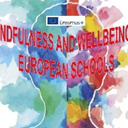 Erasmus+
NDFULNESS AND WELLBEING
EUROPEAN SCHOOLS